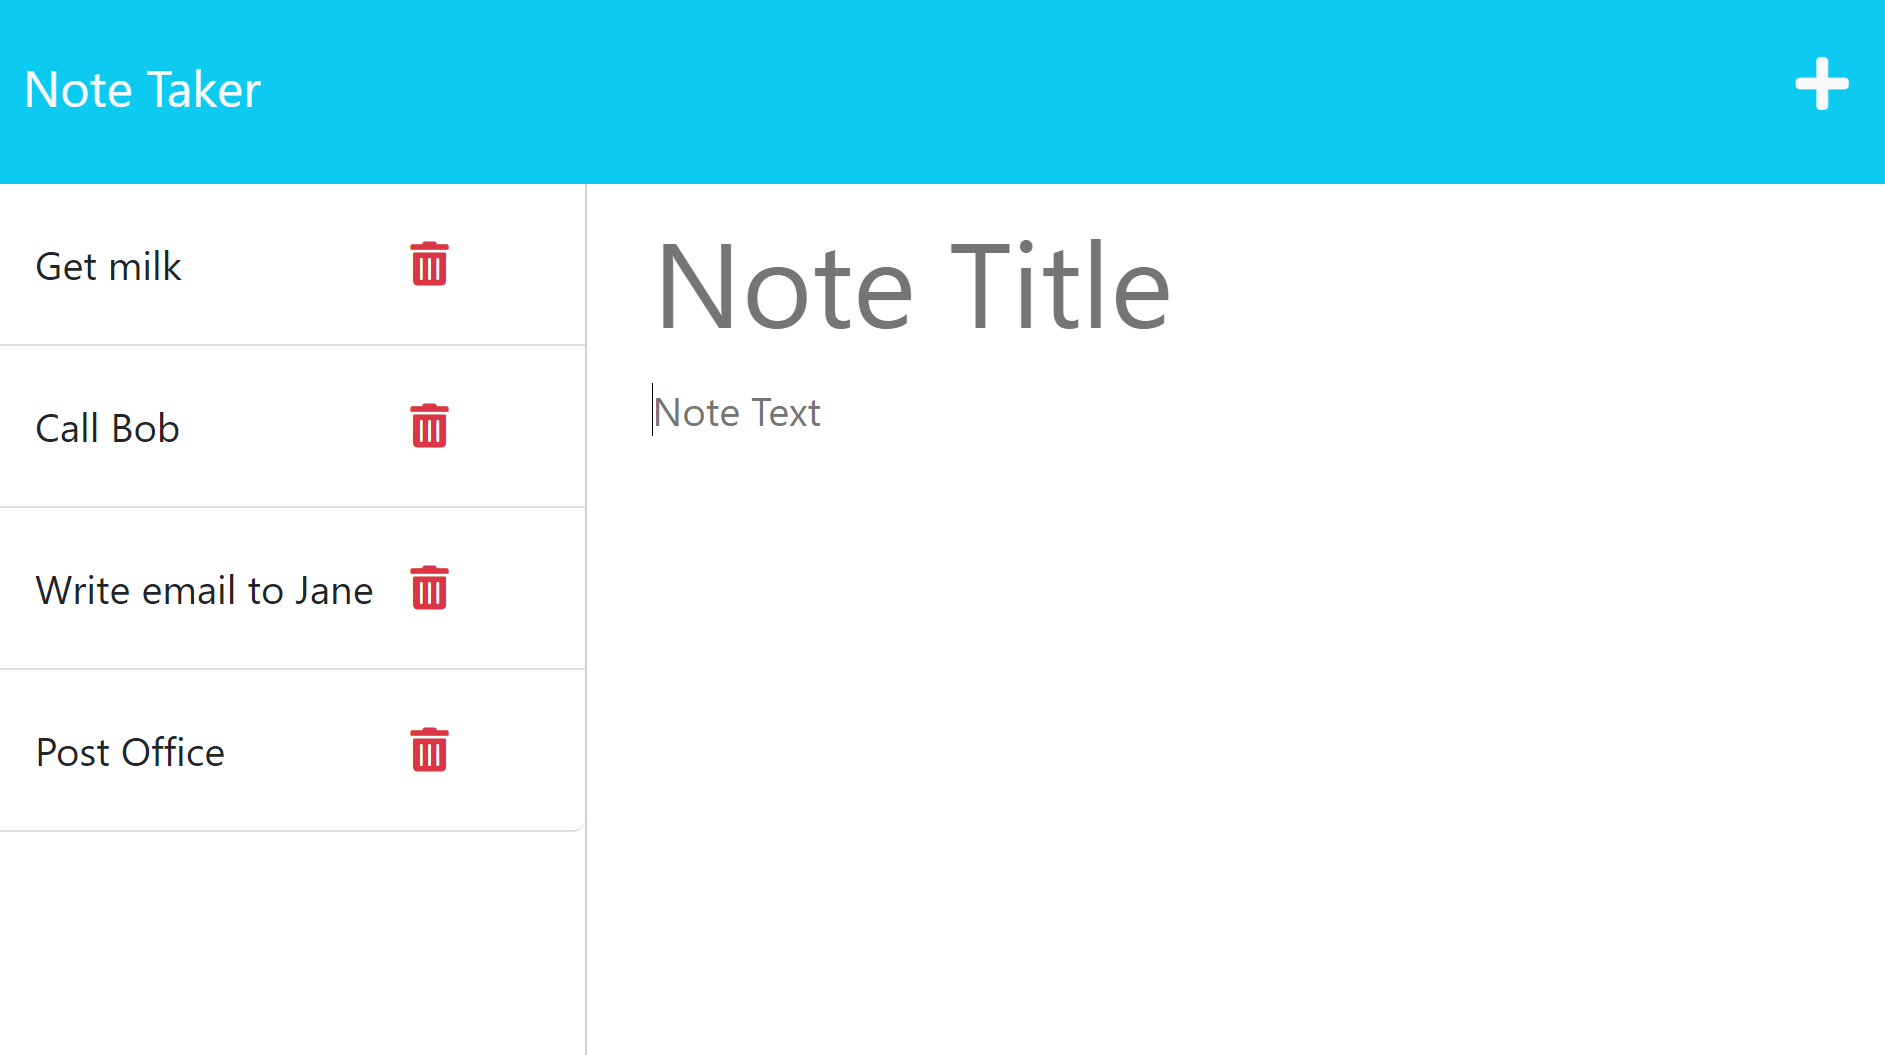 Note Taker
Get milk
Call Bob
Write email to Jane
Post Office
Note Title
Note Text